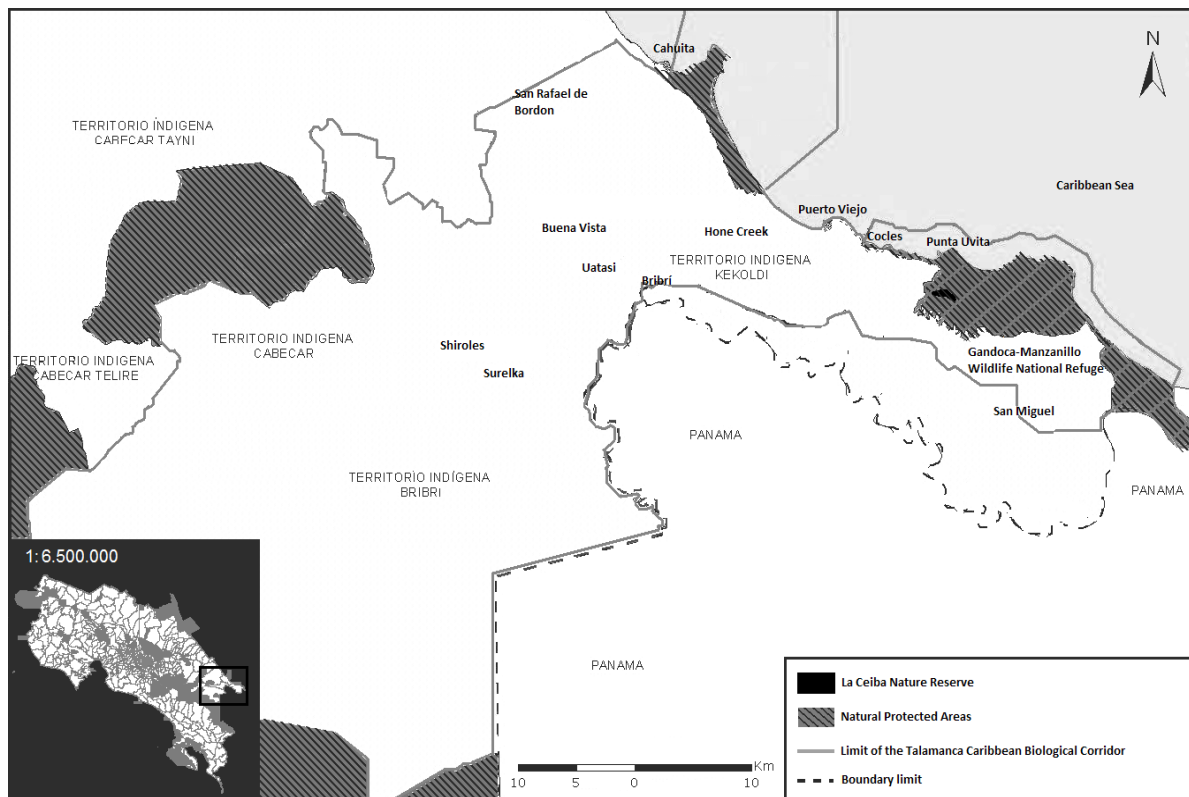 Cahuita
N
San Rafael de
Bordon
TERRITORIO ÍNDIGENA
CABECAR TAYNI
Caribbean Sea
Puerto Viejo
Buena Vista
Hone Creek
Cocles
Punta Uvita
TERRITORIO INDIGENA
KEKOLDI
Uatasi
Bribrí
TERRITORIO INDIGENA
CABECAR
Shiroles
TERRITORIO INDIGENA
CABECAR TELIRE
Surelka
Gandoca-Manzanillo
Wildlife National Refuge
San Miguel
PANAMA
TERRITORIO INDÍGENA
BRIBRI
PANAMA
1:6.500.000
PANAMA
La Ceiba Nature Reserve
Natural Protected Areas
Limit of the Talamanca Caribbean Biological Corridor
Boundary limit
Km
10 5 0 10